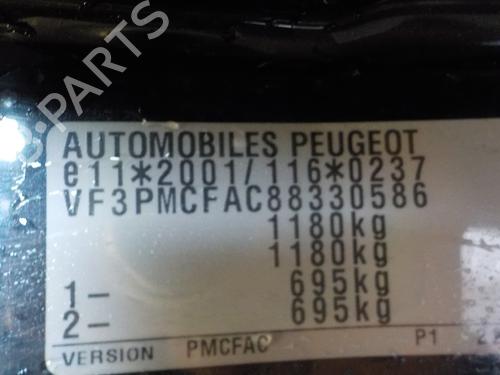 B-PARTS
AUTOMOBILES PEUGEOT
e11*2001/116*0237
VF3PMCFAC88330586
1180kg
1180kg
1- 695kg
2- 695kg
VERSION PMCFAC P1